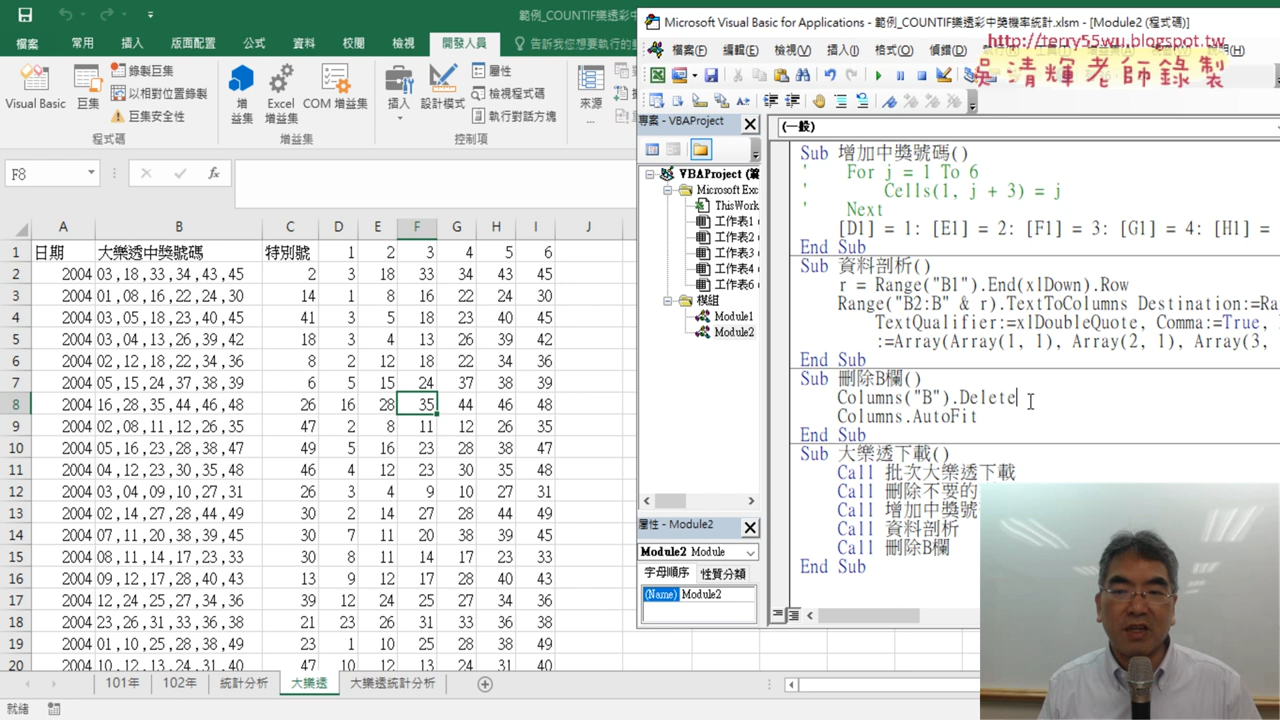 範例_COUNTIF樂透彩中獎機率統
檔案 常用 插入 版面配置 公式 資料 校閱 檢視 開發人員 告訴我您想要執行的
Visual Basic 巨集 錄製巨集 以相對位置錄製 巨集安全性 增益集 Excel 增益集 COM 增益集 插入 設計模式 屬性 檢視程式碼 執行對話方塊 來源
程式碼 增益集 控制項
F8 fx
A B C D E F G H I J
1 日期 大樂透中獎號碼 特別號 1 2 3 4 5 6
2 2004 03,18,33,34,43,45 2 3 18 33 34 43 45
3 2004 01,08,16,22,24,30 14 1 8 16 22 24 30
4 2004 03,05,18,23,40,45 41 3 5 18 23 40 45
5 2004 03,04,13,26,39,42 18 3 4 13 26 39 42
6 2004 02,12,18,22,34,36 8 2 12 18 22 34 36
7 2004 05,15,24,37,38,39 6 5 15 24 37 38 39
8 2004 16,28,35,44,46,48 26 16 28 35 44 46 48
9 2004 02,08,11,12,26,35 47 2 8 11 12 26 35
10 2004 05,16,23,28,38,47 51 5 16 23 28 38 47
11 2004 04,12,23,30,35,48 46 4 12 23 30 35 48
12 2004 03,04,09,10,27,31 26 3 4 9 10 27 31
13 2004 02,14,27,28,44,49 30 2 14 27 28 44 49
14 2004 07,11,20,38,39,45 30 7 11 20 38 39 45
15 2004 08,11,14,17,23,33 30 8 11 14 17 23 33
16 2004 09,12,17,28,40,43 13 9 12 17 28 40 43
17 2004 12,24,25,27,34,36 39 12 24 25 27 34 36
18 2004 23,26,31,33,36,38 21 23 26 31 33 36 38
19 2004 01,10,25,28,38,49 23 1 10 25 28 38 49
20 2004 10,12,13,24,31,40 47 10 12 13 24 31 40
101年 102年 統計分析 大樂透 大樂透統計分析
就緒
Microsoft Visual Basic for Applications - 範例_COUNTIF樂透彩中獎機率統計.xlsm - [Module2 (程式碼)]
檔案(F) 編輯(E) 檢視(V) 插入(I) 格式(O) 偵錯(D)
http://terry55wu.blogspot.tw
吳清輝老師錄製
專案 - VBAProject
VBAProject (範
Microsoft Exc
ThisWork
工作表1
工作表2
工作表3
工作表4
工作表6
模組
Module1
Module2
屬性 - Module2
Module2 Module
字母順序 性質分類
(Name) Module2
(一般)
Sub 增加中獎號碼()
' For j = 1 To 6
' Cells(1, j + 3) = j
' Next
[D1] = 1: [E1] = 2: [F1] = 3: [G1] = 4: [H1] =
End Sub
Sub 資料剖析()
r = Range("B1").End(xlDown).Row
Range("B2:B" & r).TextToColumns Destination:=Ra
TextQualifier:=xlDoubleQuote, Comma:=True,
:=Array(Array(1, 1), Array(2, 1), Array(3,
End Sub
Sub 刪除B欄()
Columns("B").Delete
Columns.AutoFit
End Sub
Sub 大樂透下載()
Call 批次大樂透下載
Call 刪除不要的
Call 增加中獎號
Call 資料剖析
Call 刪除B欄
End Sub